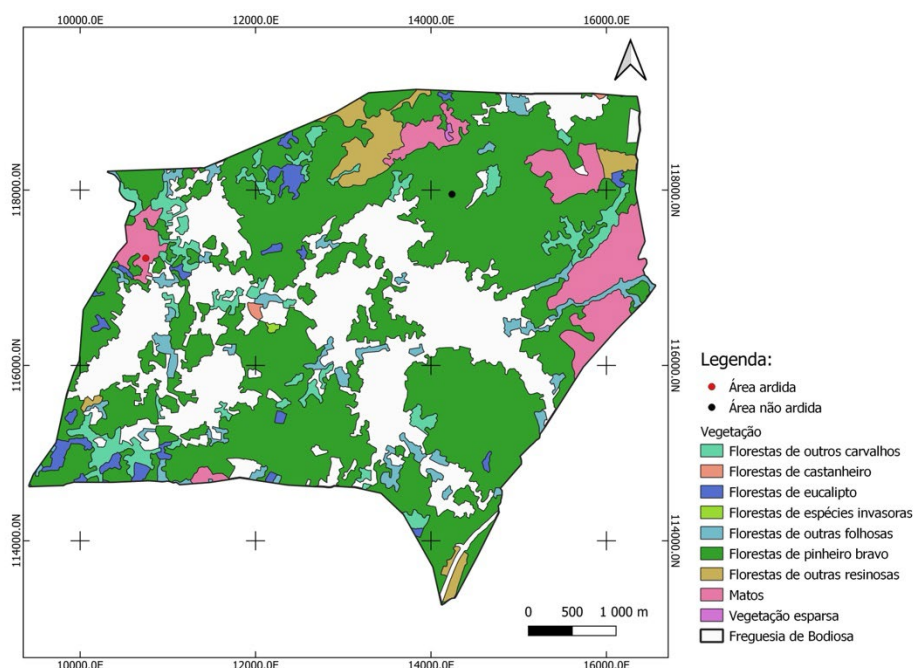 10000.0E 12000.0E 14000.0E 16000.0E
118000.0N 118000.0N
116000.0N 116000.0N
114000.0N 114000.0N
Legenda:
Área ardida
Área não ardida
Vegetação
Florestas de outros carvalhos
Florestas de castanheiro
Florestas de eucalipto
Florestas de espécies invasoras
Florestas de outras folhosas
Florestas de pinheiro bravo
Florestas de outras resinosas
Matos
Vegetação esparsa
Freguesia de Bodiosa
0 500 1 000 m
10000.0E 12000.0E 14000.0E 16000.0E